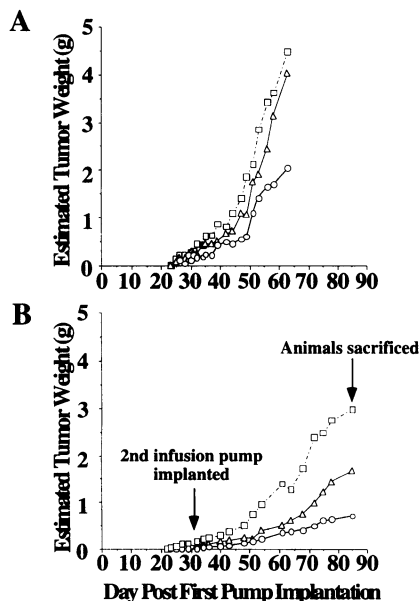 A
Estimated Tumor Weight (g)
5
4
3
2
1
0
0 10 20 30 40 50 60 70 80 90
B
Estimated Tumor Weight (g)
5
4
3
2
1
0
Animals sacrificed
2nd infusion pump
implanted
0 10 20 30 40 50 60 70 80 90
Day Post First Pump Implantation